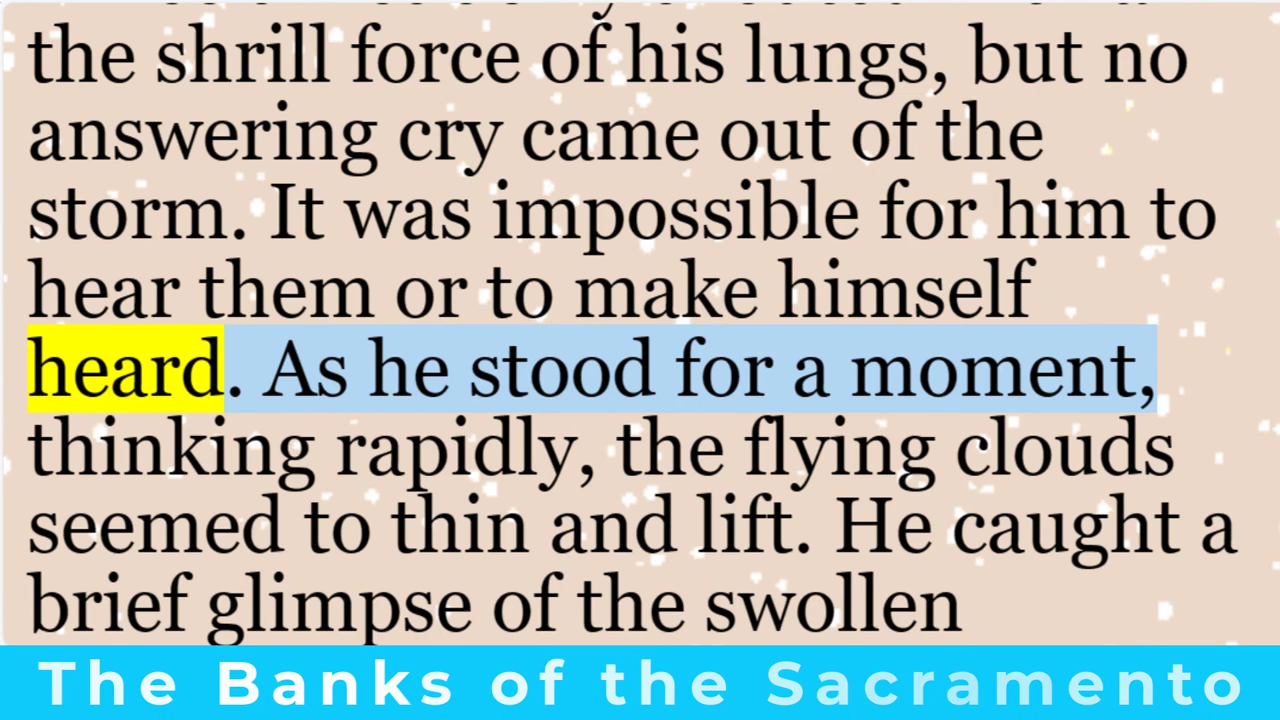 the shrill force of his lungs, but no
answering cry came out of the
storm. It was impossible for him to
hear them or to make himself
heard. As he stood for a moment,
thinking rapidly, the flying clouds
seemed to thin and lift. He caught a
brief glimpse of the swollen
The Banks of the Sacramento